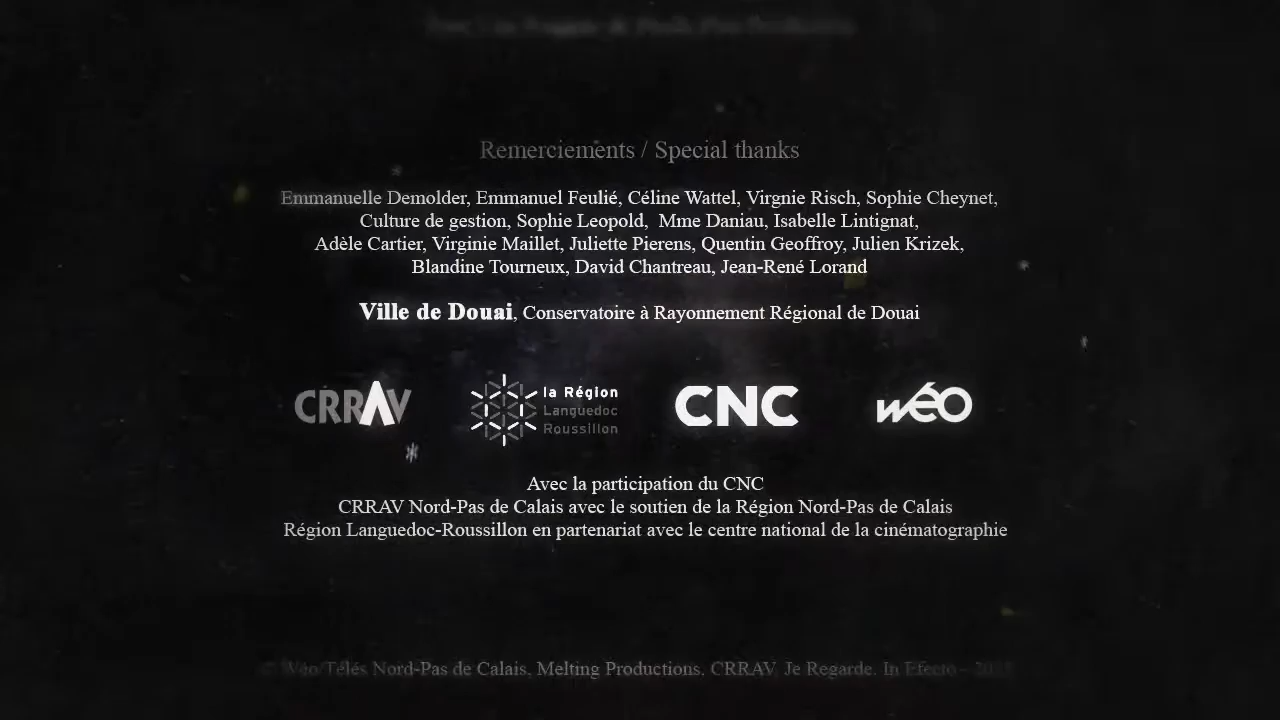 Remerciements / Special thanks
Emmanuelle Demolder, Emmanuel Feulié, Céline Wattel, Virgnie Risch, Sophie Cheynet,
Culture de gestion, Sophie Leopold, Mme Daniau, Isabelle Lintignat,
Adèle Cartier, Virginie Maillet, Juliette Pierens, Quentin Geoffroy, Julien Krizek,
Blandine Tourneux, David Chantreau, Jean-René Lorand
Ville de Douai, Conservatoire à Rayonnement Régional de Douai
CRRAV
la Région
Languedoc
Roussillon
CNC
wéo
Avec la participation du CNC
CRRAV Nord-Pas de Calais avec le soutien de la Région Nord-Pas de Calais
Région Languedoc-Roussillon en partenariat avec le centre national de la cinématographie
© Wéo/Télés Nord-Pas de Calais. Melting Productions. CRRAV. Je Regarde. In Efecto –